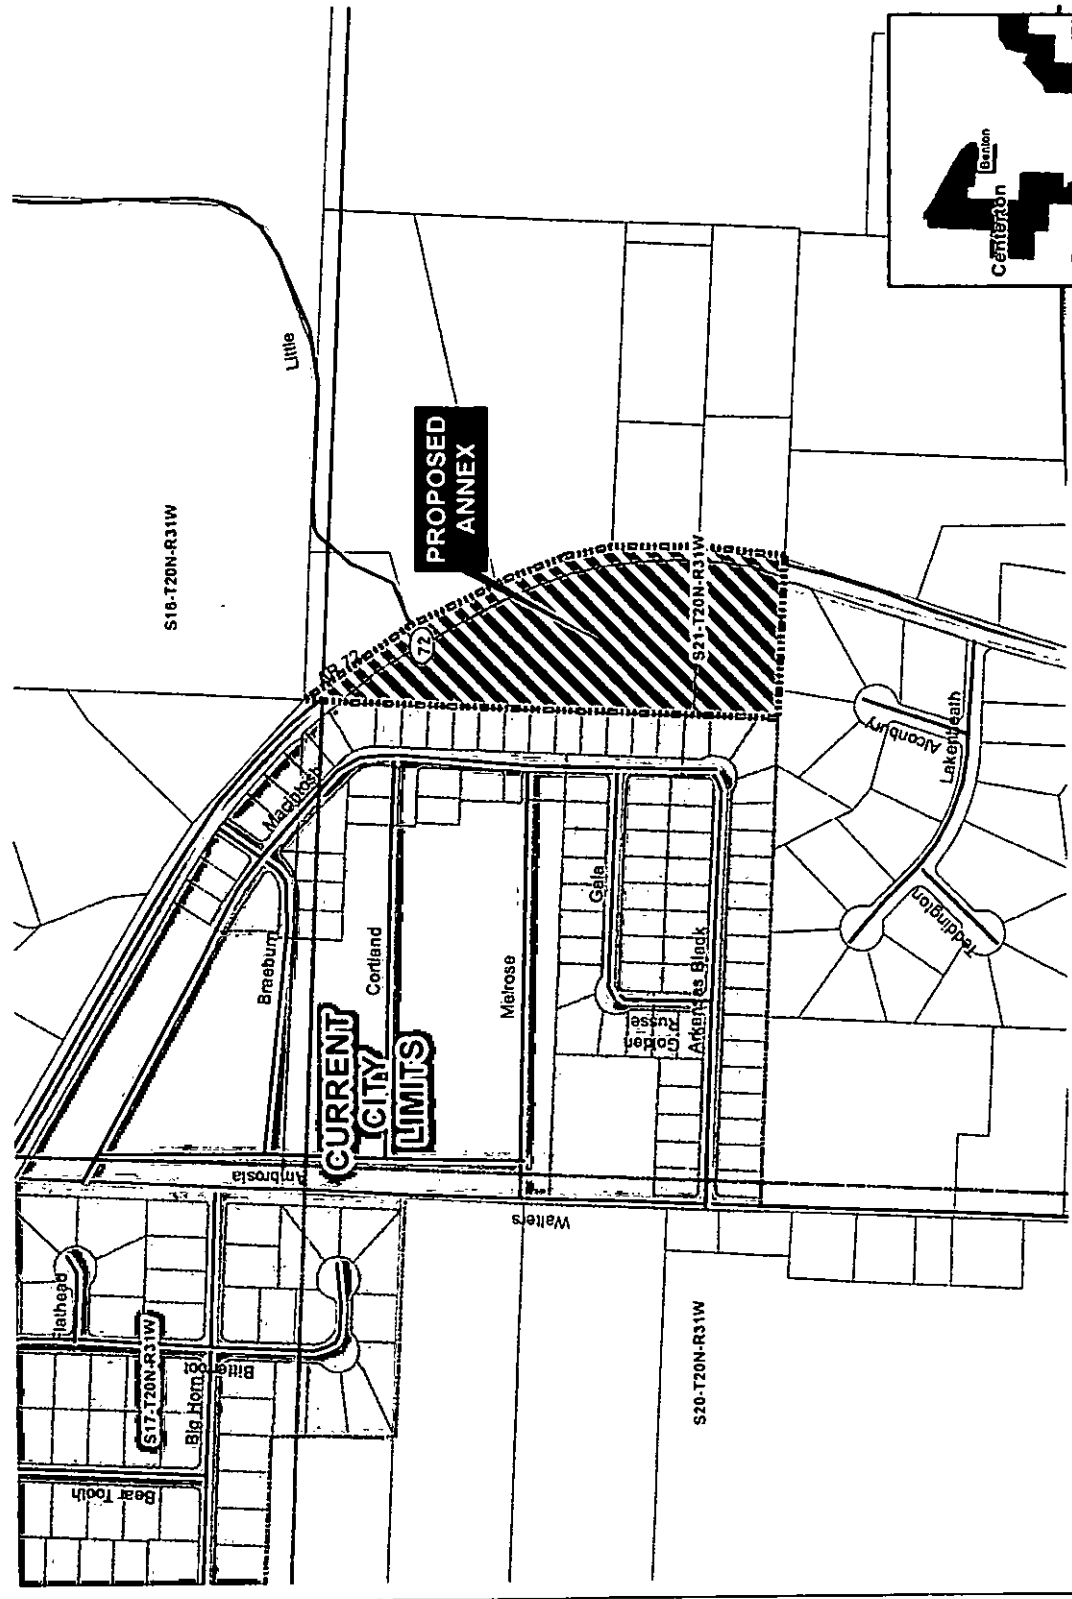 Little
S16-T20N-R31W
PROPOSED
ANNEX
AR 72
72
S21-T20N-R31W
Macintosh
Braeburn
Cortland
Melrose
Gala
Golden
Russe
Arkansas Black
CURRENT
CITY
LIMITS
Ambrosia
Walters
Alconbury
Lakenheath
Teddington
Flathead
S17-T20N-R31W
Big Horn
Bitterroot
Bear Tooth
S20-T20N-R31W
Centerton
Benton